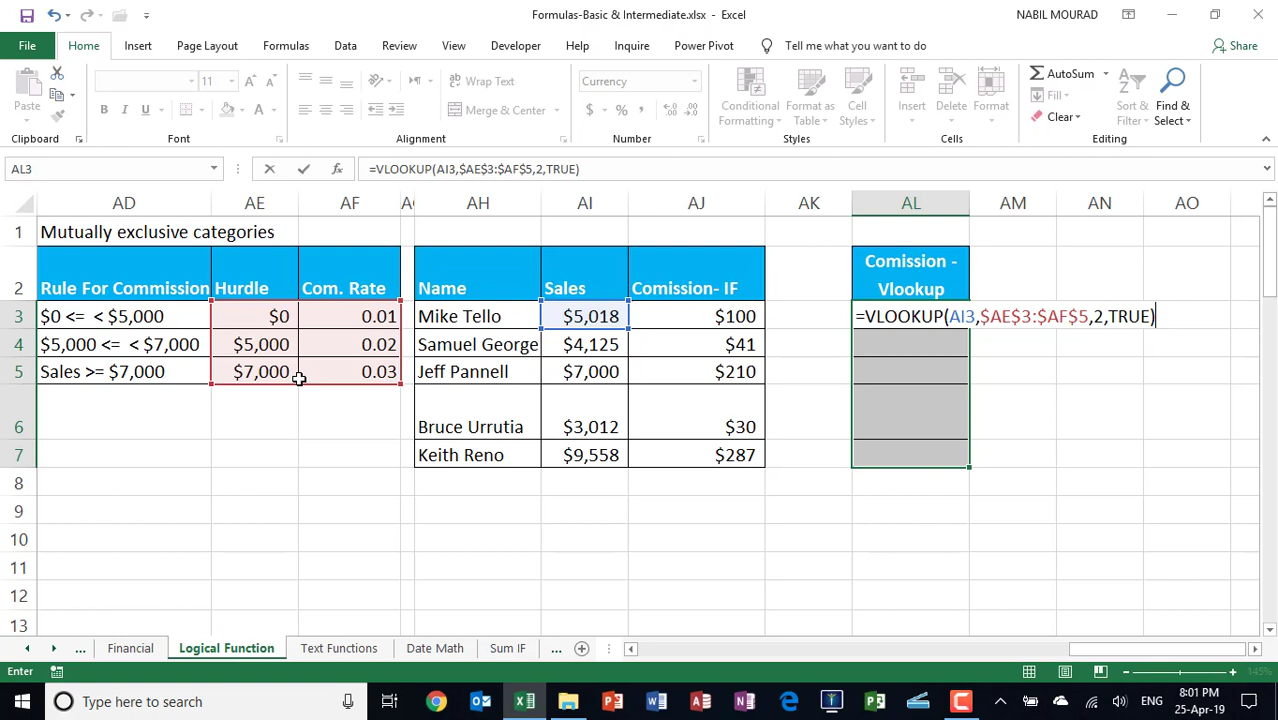 Formulas-Basic & Intermediate.xlsx - Excel
NABIL MOURAD
File Home Insert Page Layout Formulas Data Review View Developer Help Inquire Power Pivot Tell me what you want to do Share
Paste
Clipboard
11 A A
B I U A
Font
Wrap Text
Merge & Center
Alignment
Currency
$ % ,
Number
Conditional Formatting
Format as Table
Cell Styles
Styles
Insert Delete Format
Cells
AutoSum
Fill
Clear
Sort & Filter
Find & Select
Editing
AL3 fx =VLOOKUP(AI3,$AE$3:$AF$5,2,TRUE)
AD AE AF AH AI AJ AK AL AM AN AO
1 Mutually exclusive categories
2 Rule For Commission Hurdle Com. Rate Name Sales Comission- IF Comission - Vlookup
3 $0 <= < $5,000 $0 0.01 Mike Tello $5,018 $100 =VLOOKUP(AI3,$AE$3:$AF$5,2,TRUE)
4 $5,000 <= < $7,000 $5,000 0.02 Samuel George $4,125 $41
5 Sales >= $7,000 $7,000 0.03 Jeff Pannell $7,000 $210
6 Bruce Urrutia $3,012 $30
7 Keith Reno $9,558 $287
8
9
10
11
12
13
... Financial Logical Function Text Functions Date Math Sum IF ...
Enter 145%
Type here to search
ENG
8:01 PM
25-Apr-19